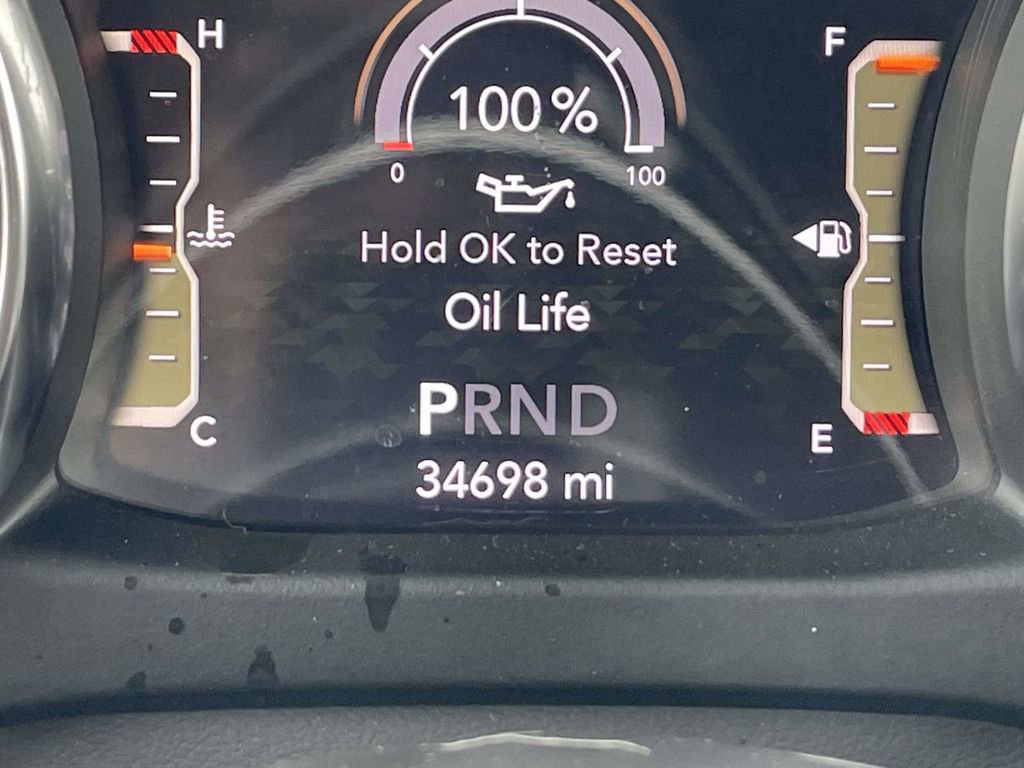 H
F
100%
0
100
Hold OK to Reset
Oil Life
PRND
C
E
34698 mi